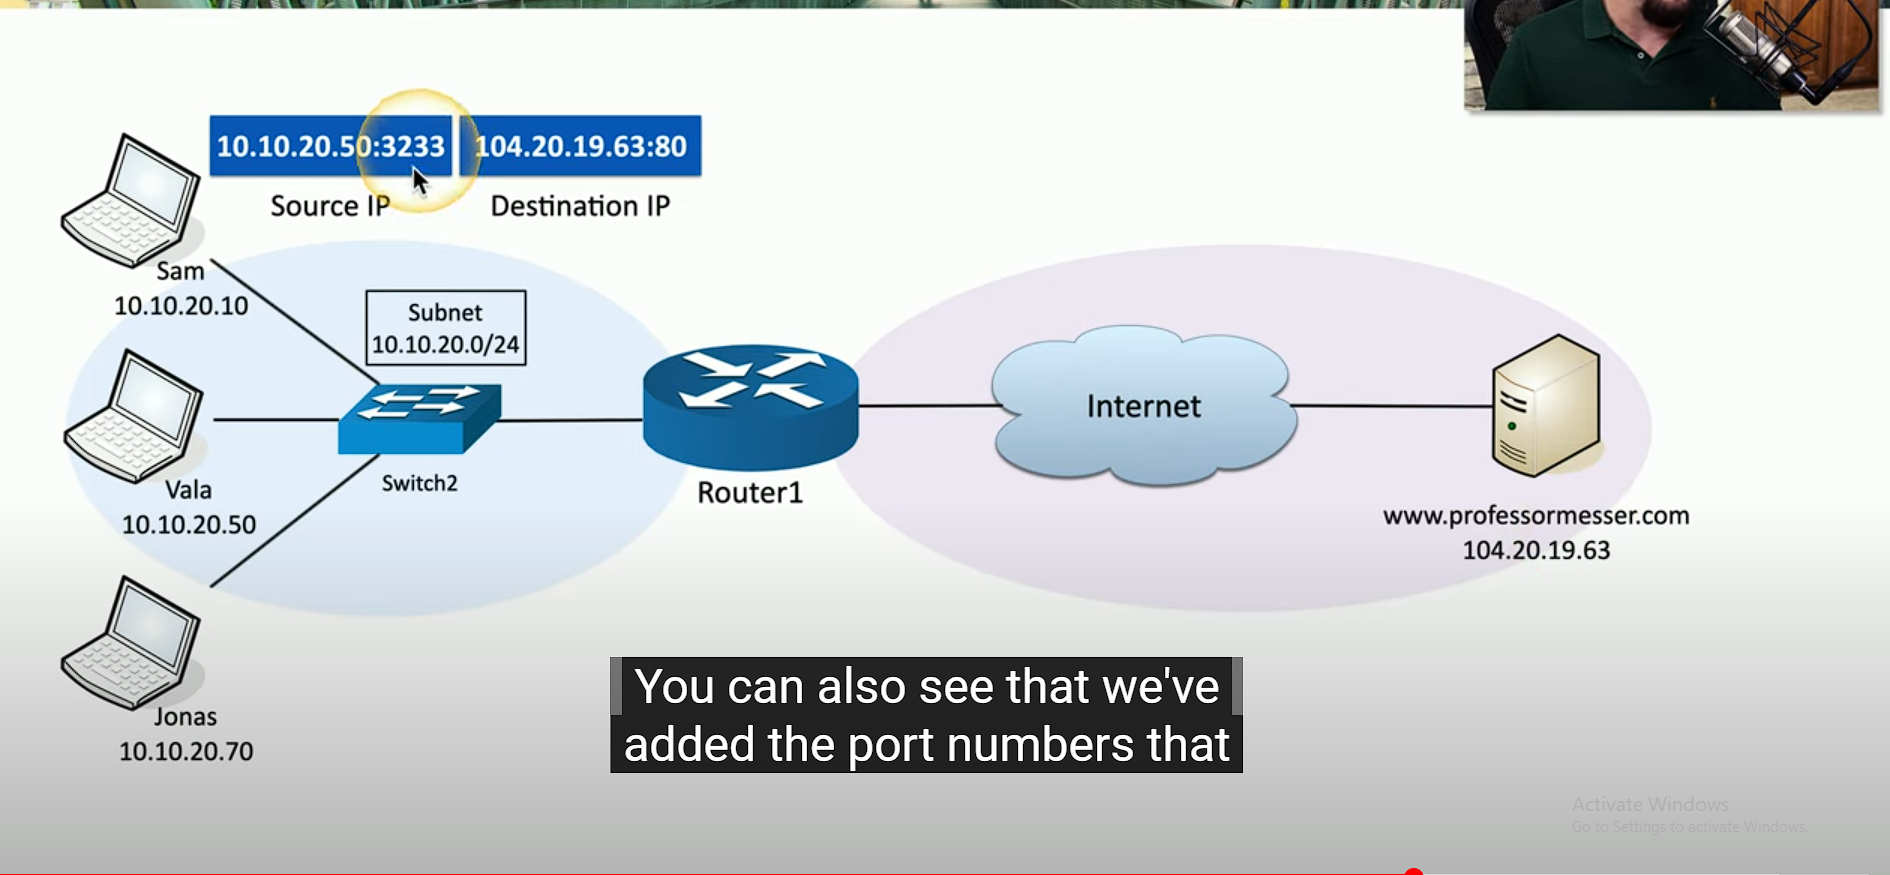 10.10.20.50:3233 104.20.19.63:80
Source IP Destination IP
Sam
10.10.20.10
Subnet
10.10.20.0/24
Vala
10.10.20.50
Switch2
Router1
Internet
www.professormesser.com
104.20.19.63
Jonas
10.10.20.70
You can also see that we've
added the port numbers that
Activate Windows
Go to Settings to activate Windows.